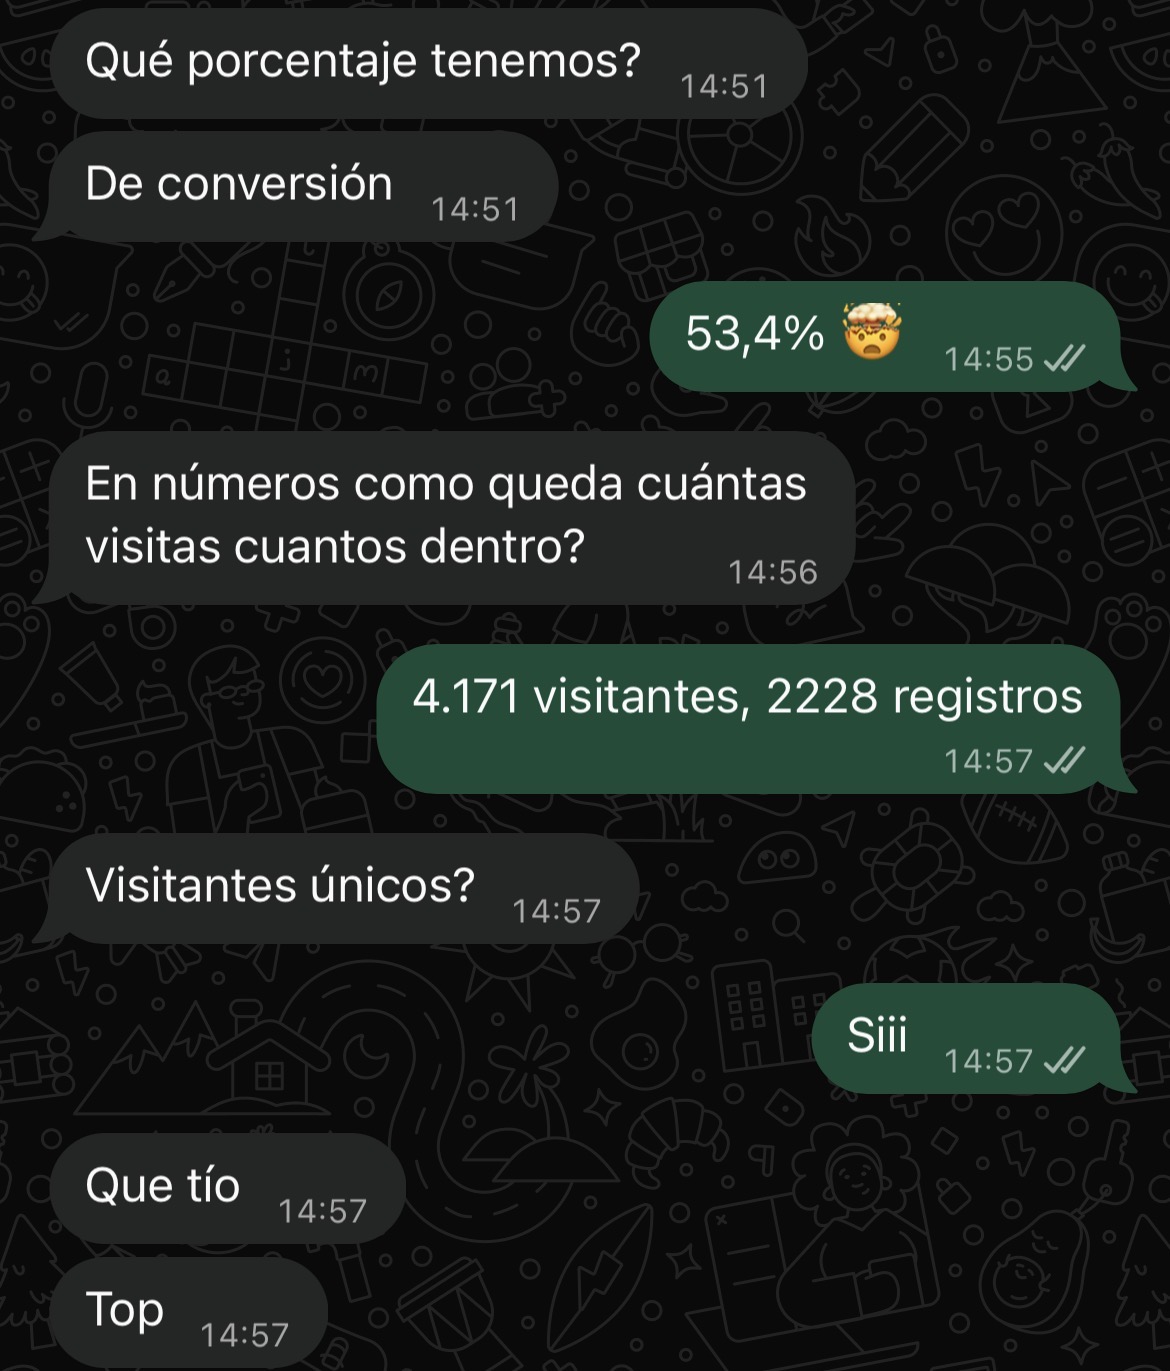 Qué porcentaje tenemos?
14:51
De conversión
14:51
53,4% 🤯
14:55
En números como queda cuántas
visitas cuantos dentro?
14:56
4.171 visitantes, 2228 registros
14:57
Visitantes únicos?
14:57
Siii
14:57
Que tío
14:57
Top
14:57